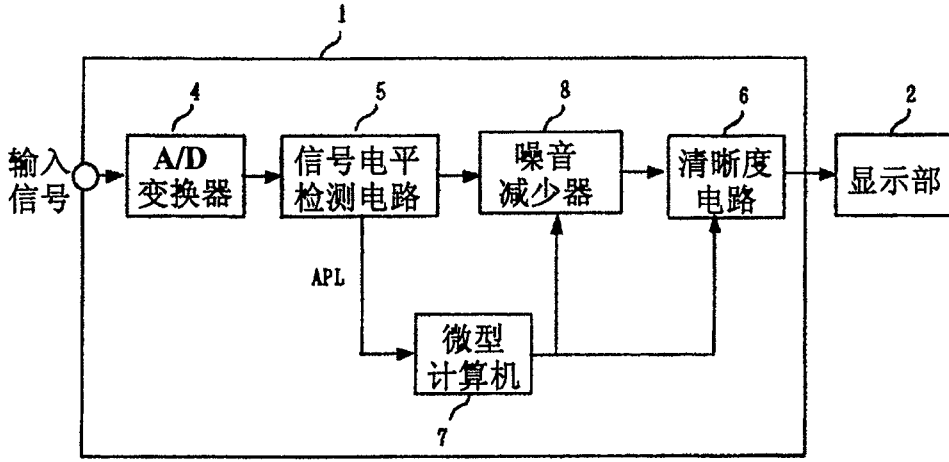 1
4
5
8
6
2
输入
信号
A/D
变换器
信号电平
检测电路
噪音
减少器
清晰度
电路
显示部
APL
微型
计算机
7